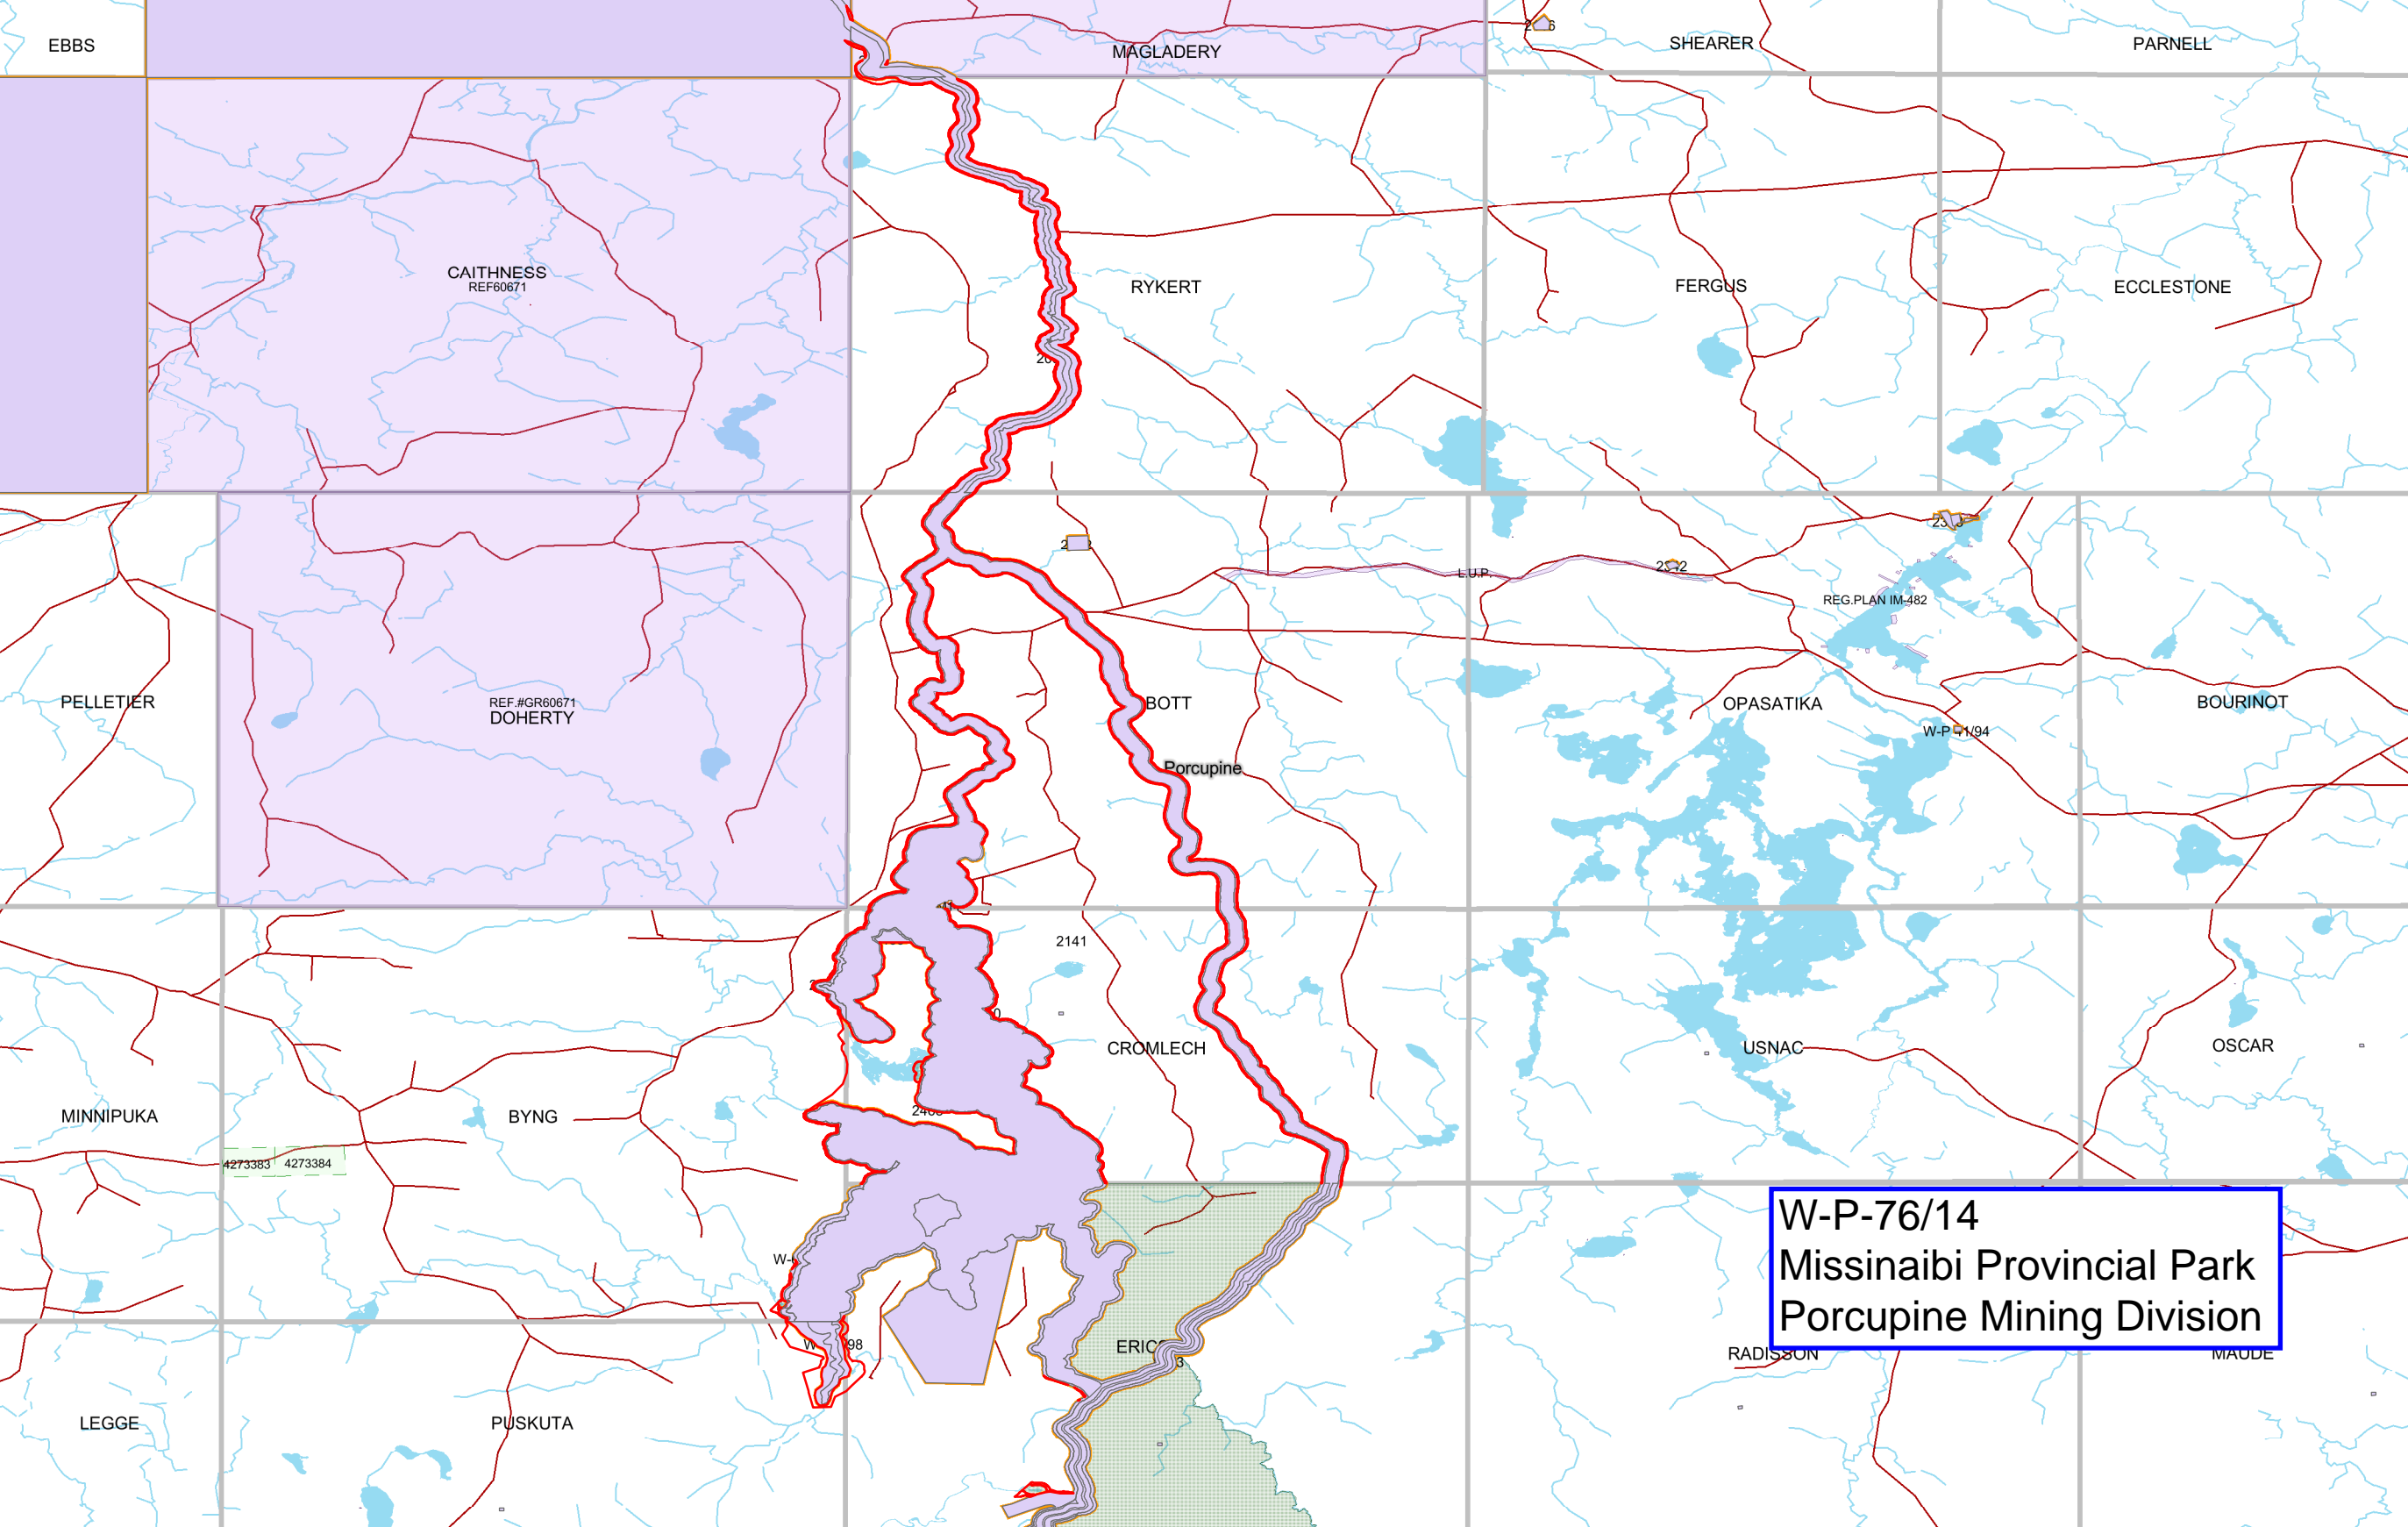 EBBS
MAGLADERY
SHEARER
PARNELL
CAITHNESS
REF60671
RYKERT
FERGUS
ECCLESTONE
L.U.P.
REG.PLAN IM-482
PELLETIER
REF.#GR60671
DOHERTY
BOTT
OPASATIKA
BOURINOT
Porcupine
2141
CROMLECH
USNAC
OSCAR
MINNIPUKA
BYNG
4273383
4273384
W-P-76/14
Missinaibi Provincial Park
Porcupine Mining Division
RADISSON
MAUDE
LEGGE
PUSKUTA